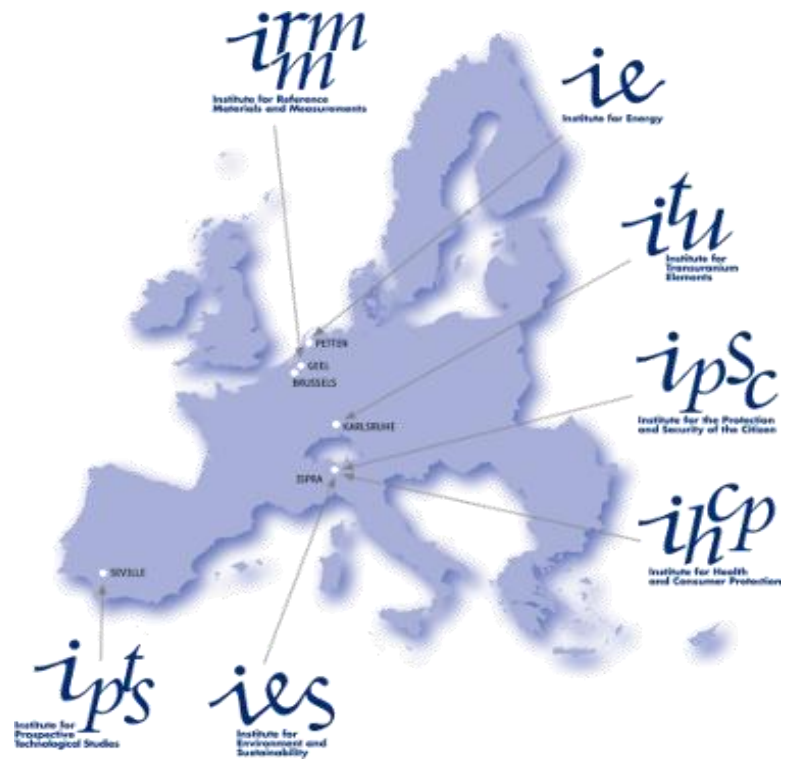 irmm
Institute for Reference
Materials and Measurements
ie
Institute for Energy
itu
Institute for
Transuranium
Elements
ipsc
Institute for the Protection
and Security of the Citizen
ihcp
Institute for Health
and Consumer Protection
PETTEN
GEEL
BRUSSELS
KARLSRUHE
ISPRA
SEVILLE
ipts
Institute for
Prospective
Technological Studies
ies
Institute for
Environment and
Sustainability